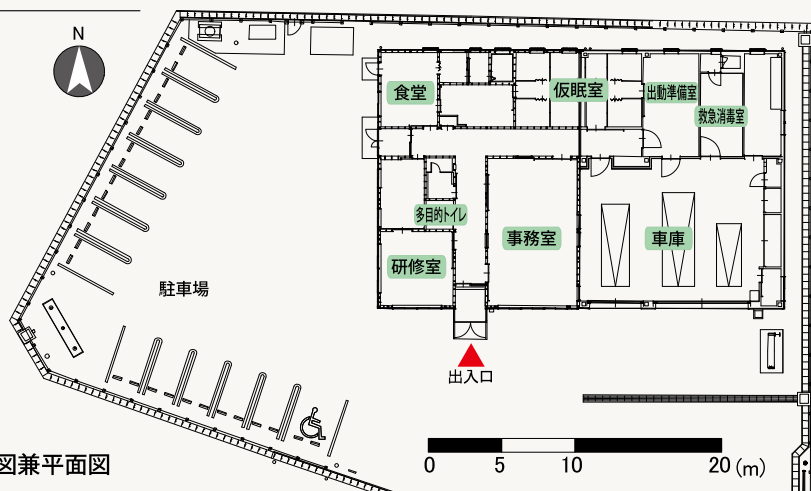 N
食堂
仮眠室
出動準備室
救急消毒室
多目的トイレ
事務室
車庫
研修室
駐車場
出入口
図兼平面図
0 5 10 20 (m)